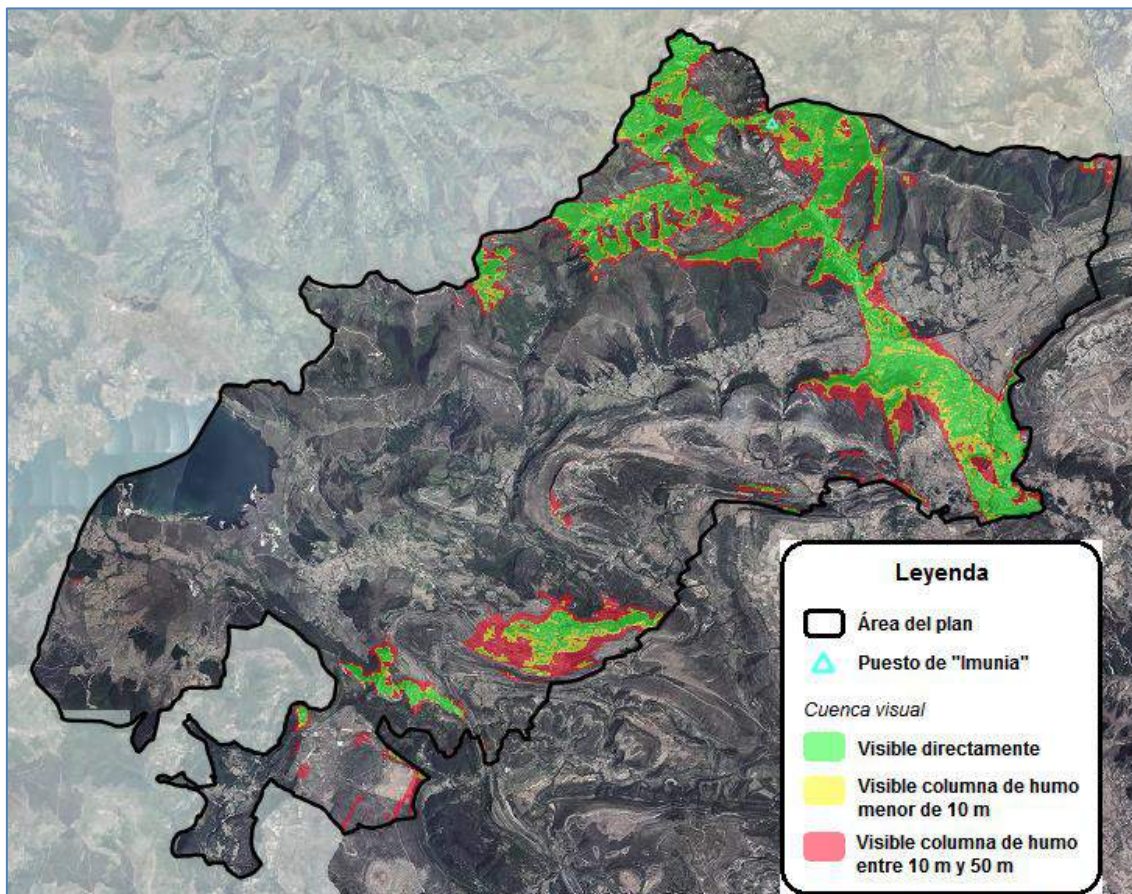 Leyenda
Área del plan
Puesto de "Imunia"
Cuenca visual
Visible directamente
Visible columna de humo
menor de 10 m
Visible columna de humo
entre 10 m y 50 m